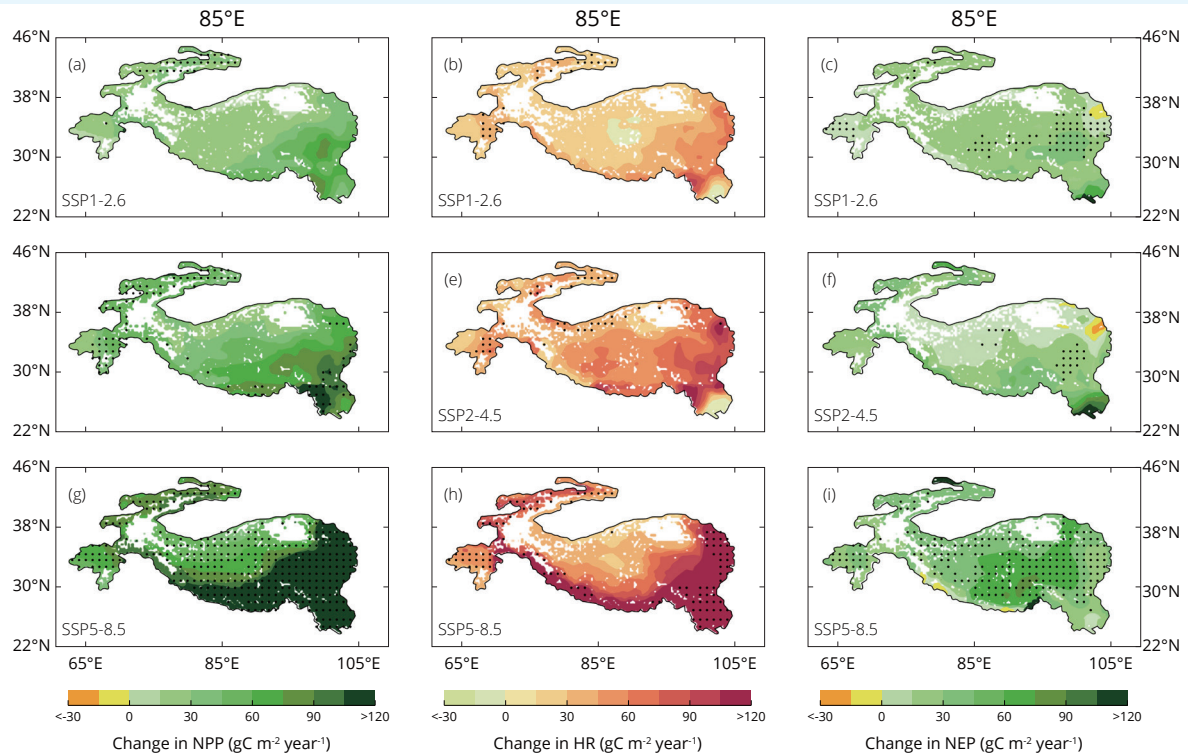 85°E 85°E 85°E
46°N 46°N
(a) (b) (c)
38°N 38°N
30°N 30°N
SSP1-2.6 SSP1-2.6 SSP1-2.6
22°N 22°N
46°N 46°N
(e) (f)
38°N 38°N
30°N 30°N
SSP2-4.5 SSP2-4.5
22°N 22°N
46°N 46°N
(g) (h) (i)
38°N 38°N
30°N 30°N
SSP5-8.5 SSP5-8.5 SSP5-8.5
22°N 22°N
65°E 85°E 105°E 65°E 85°E 105°E 65°E 85°E 105°E
<-30 0 30 60 90 >120 <-30 0 30 60 90 >120 <-30 0 30 60 90 >120
Change in NPP (gC m⁻² year⁻¹) Change in HR (gC m⁻² year⁻¹) Change in NEP (gC m⁻² year⁻¹)